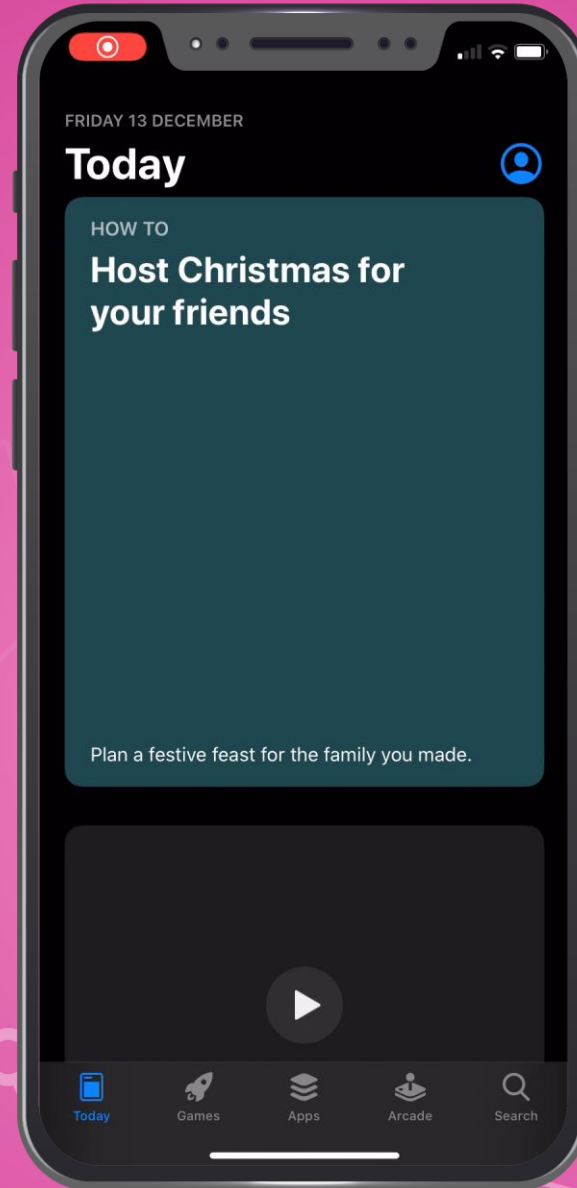 FRIDAY 13 DECEMBER
Today
HOW TO
Host Christmas for
your friends
Plan a festive feast for the family you made.
Today
Games
Apps
Arcade
Search